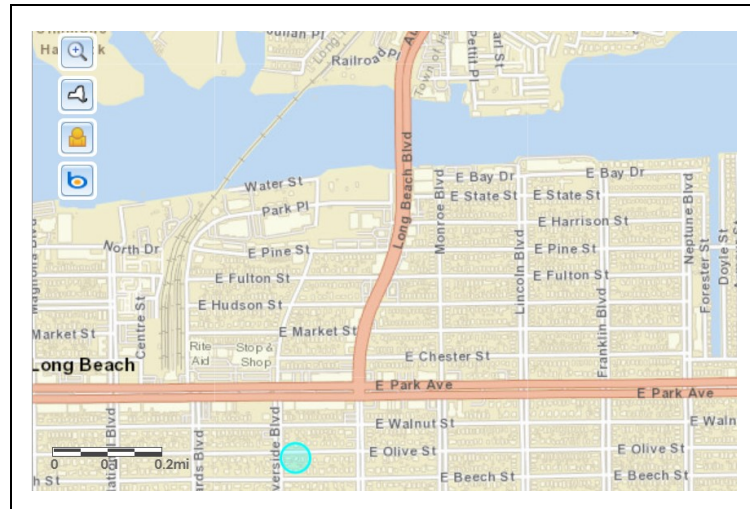 Julian Pl
Railroad Pl
Town of
Pettit Pl
Long Beach Blvd
Monroe Blvd
Water St
Park Pl
E Bay Dr
E Bay Dr
E State St
E State St
E Harrison St
Neptune Blvd
North Dr
E Pine St
E Pine St
Lincoln Blvd
Forester St
Doyle St
E Fulton St
E Fulton St
E Hudson St
Centre St
Franklin Blvd
Market St
E Market St
Rite
Aid
Stop &
Shop
E Chester St
Long Beach
E Park Ave
E Park Ave
E Walnut St
E Olive St
E Olive St
E Beech St
E Beech St
0
0.1
0.2mi